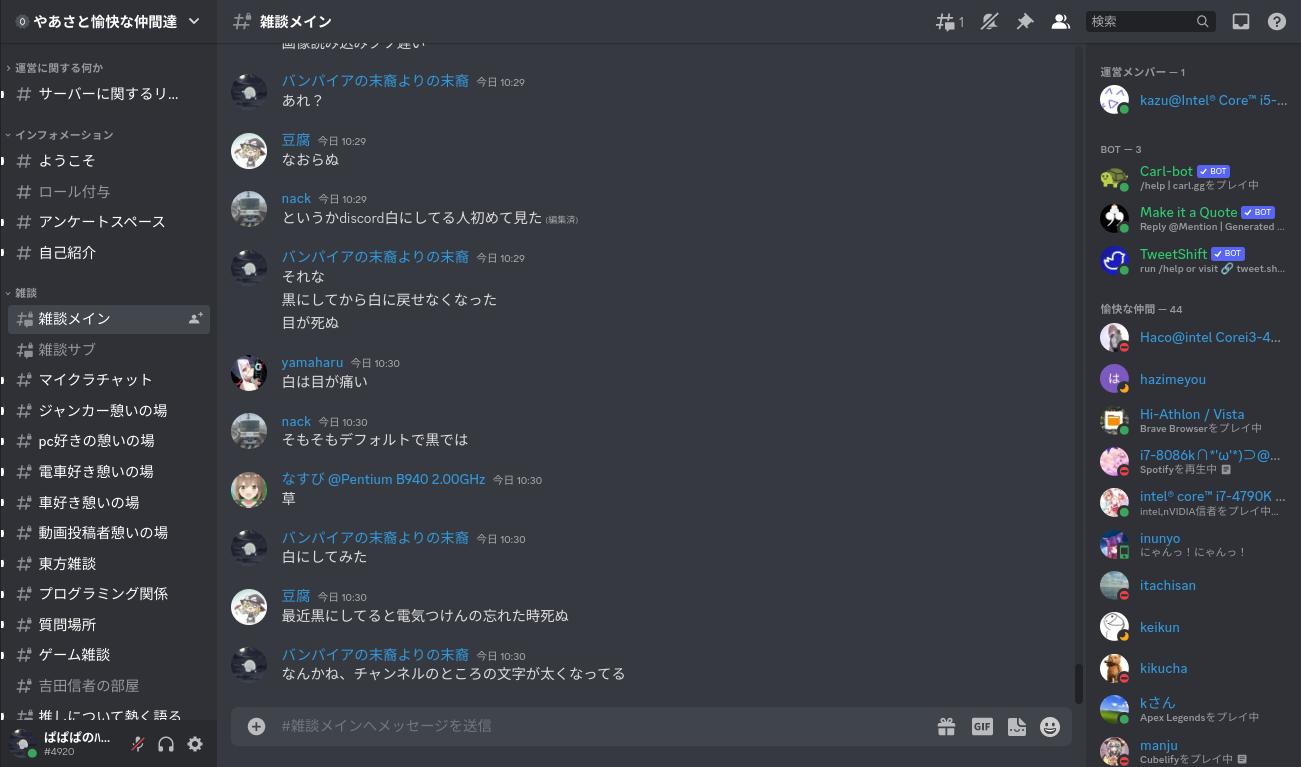 やあさと愉快な仲間達
運営に関する何か
サーバーに関するリ...
インフォメーション
ようこそ
ロール付与
アンケートスペース
自己紹介
雑談
雑談メイン
雑談サブ
マイクラチャット
ジャンカー憩いの場
pc好きの憩いの場
電車好き憩いの場
車好き憩いの場
動画投稿者憩いの場
東方雑談
プログラミング関係
質問場所
ゲーム雑談
吉田信者の部屋
推しについて熱く語る
#4920
雑談メイン
1
検索
バンパイアの末裔よりの末裔 今日 10:29
あれ？
豆腐 今日 10:29
なおらぬ
nack 今日 10:29
というかdiscord白にしてる人初めて見た (編集済)
バンパイアの末裔よりの末裔 今日 10:29
それな
黒にしてから白に戻せなくなった
目が死ぬ
yamaharu 今日 10:30
白は目が痛い
nack 今日 10:30
そもそもデフォルトで黒では
なすび @Pentium B940 2.00GHz 今日 10:30
草
バンパイアの末裔よりの末裔 今日 10:30
白にしてみた
豆腐 今日 10:30
最近黒にしてると電気つけんの忘れた時死ぬ
バンパイアの末裔よりの末裔 今日 10:30
なんかね、チャンネルのところの文字が太くなってる
#雑談メインへメッセージを送信
GIF
運営メンバー — 1
kazu@Intel® Core™ i5-...
BOT — 3
Carl-bot BOT
/help | carl.ggをプレイ中
Make it a Quote BOT
Reply @Mention | Generated ...
TweetShift BOT
run /help or visit 🔗 tweet.sh...
愉快な仲間 — 44
Haco@intel Corei3-4...
は
hazimeyou
Hi-Athlon / Vista
Brave Browserをプレイ中
i7-8086k∩*'ω'*)⊃@...
Spotifyを再生中
intel® core™ i7-4790K ...
intel,nVIDIA信者をプレイ中...
inunyo
にゃんっ！にゃんっ！
itachisan
keikun
kikucha
kさん
Apex Legendsをプレイ中
manju
Cubelifyをプレイ中